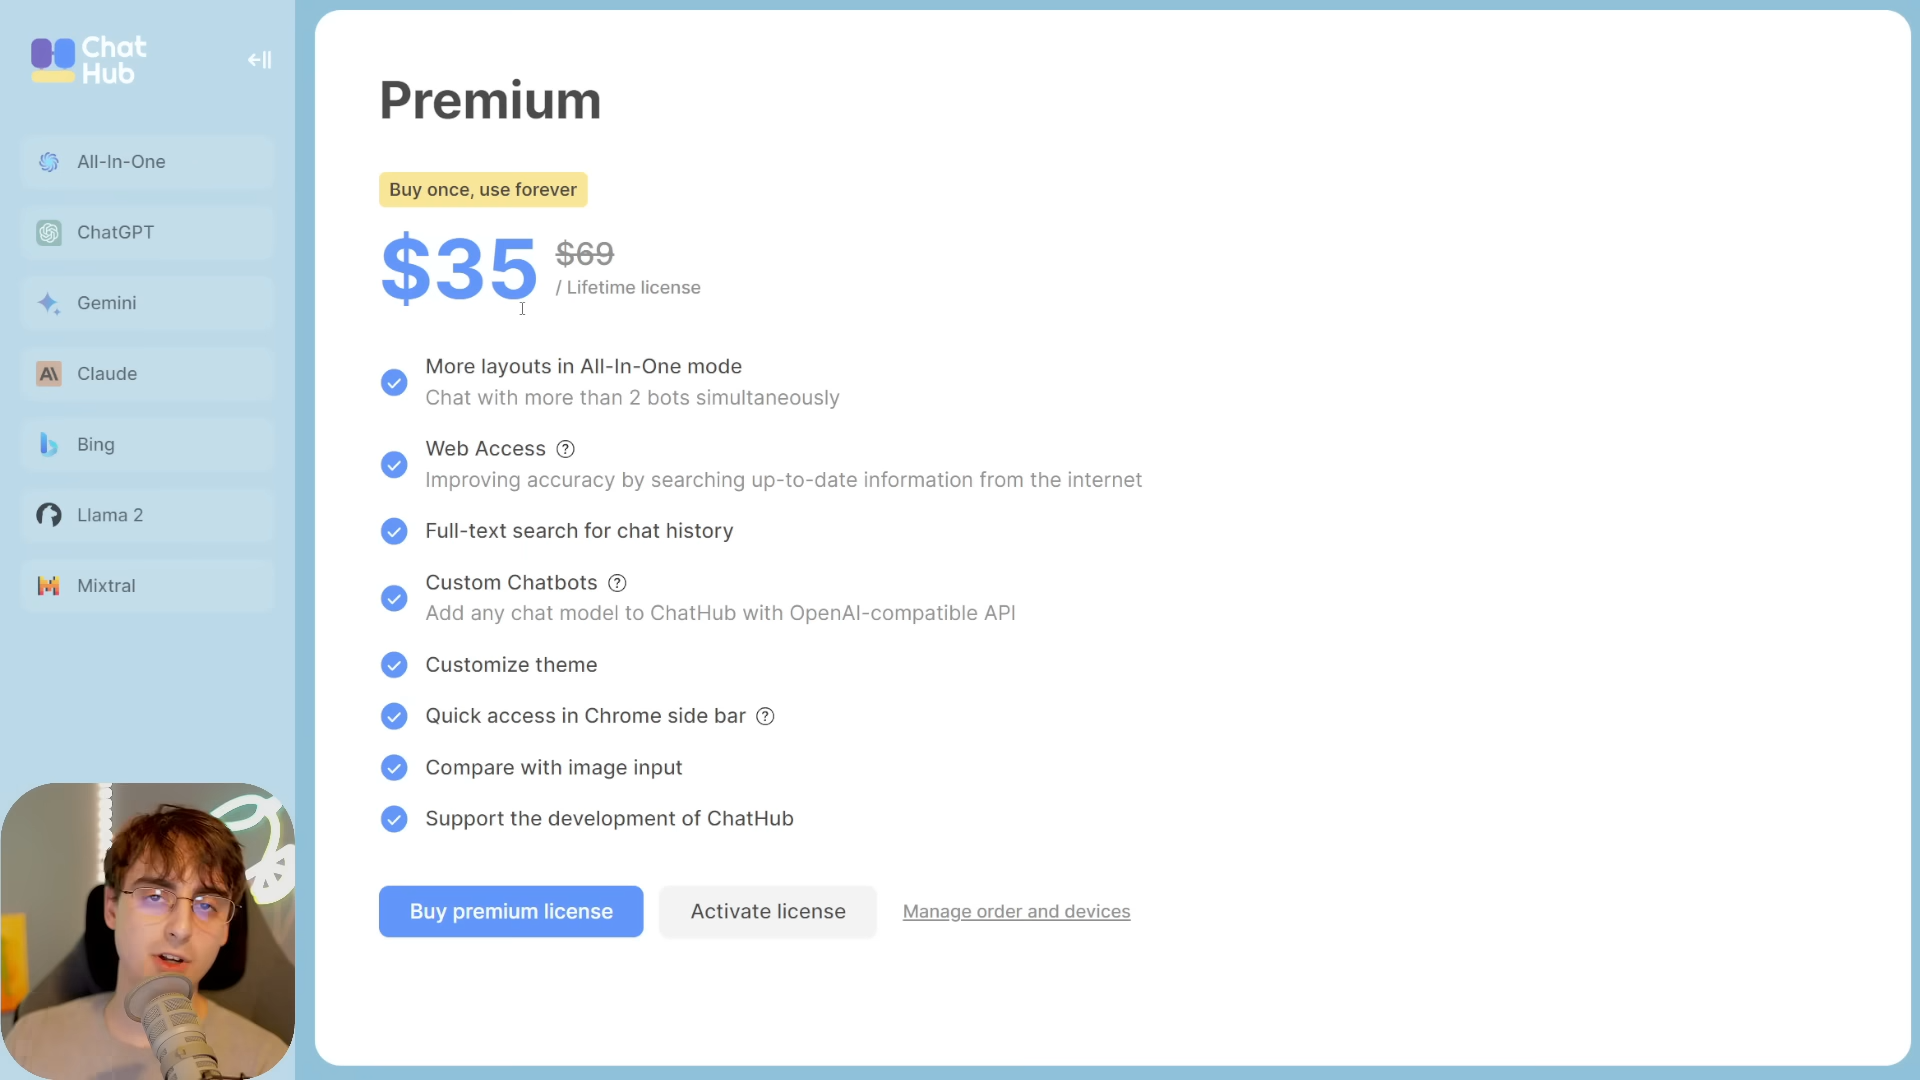 Chat
Hub
All-In-One
ChatGPT
Gemini
Claude
Bing
Llama 2
Mixtral
Premium
Buy once, use forever
$35
$69
/ Lifetime license
More layouts in All-In-One mode
Chat with more than 2 bots simultaneously
Web Access
Improving accuracy by searching up-to-date information from the internet
Full-text search for chat history
Custom Chatbots
Add any chat model to ChatHub with OpenAI-compatible API
Customize theme
Quick access in Chrome side bar
Compare with image input
Support the development of ChatHub
Buy premium license
Activate license
Manage order and devices